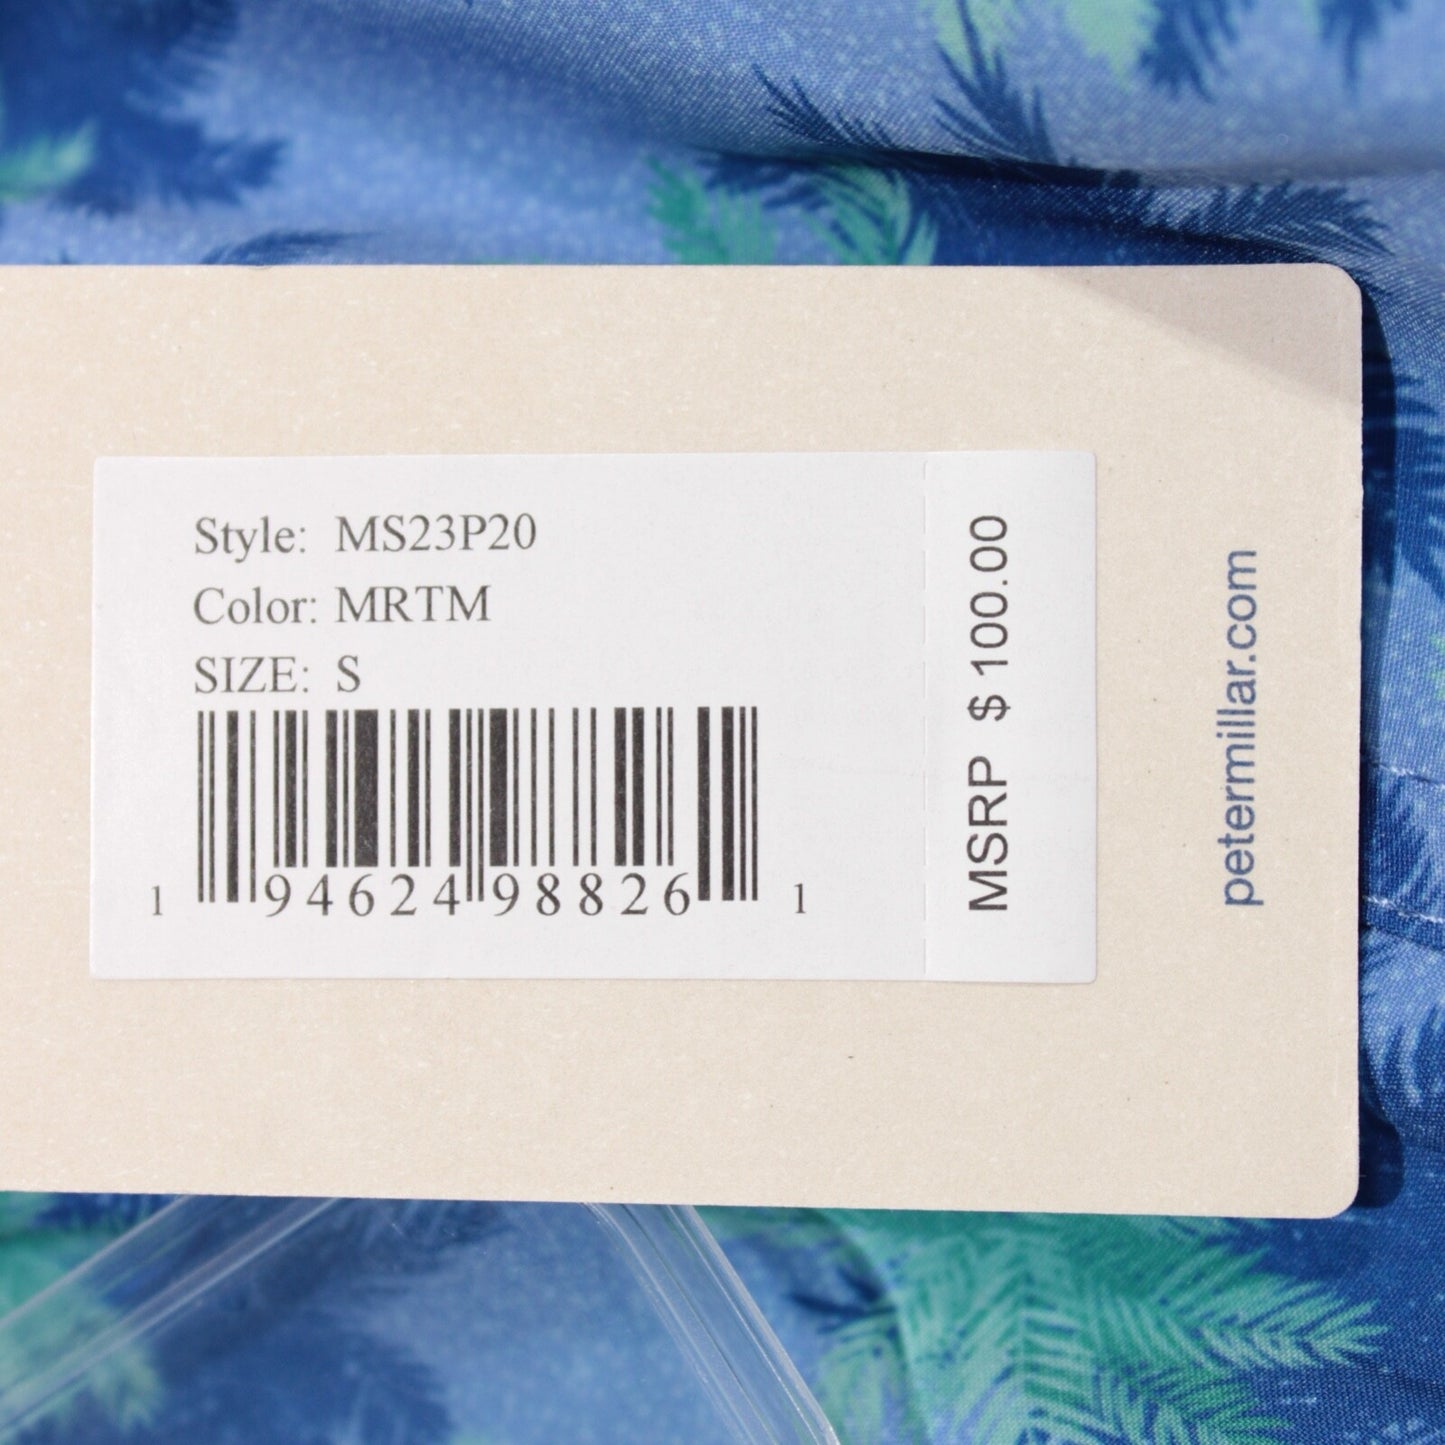 Style: MS23P20
Color: MRTM
SIZE: S
1 94624 98826 1
MSRP $ 100.00
petermillar.com